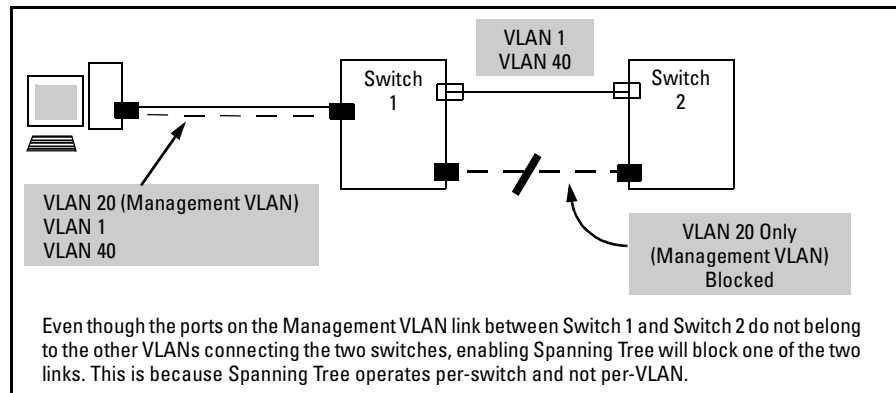 VLAN 1
VLAN 40
Switch
1
Switch
2
VLAN 20 (Management VLAN)
VLAN 1
VLAN 40
VLAN 20 Only
(Management VLAN)
Blocked
Even though the ports on the Management VLAN link between Switch 1 and Switch 2 do not belong
to the other VLANs connecting the two switches, enabling Spanning Tree will block one of the two
links. This is because Spanning Tree operates per-switch and not per-VLAN.